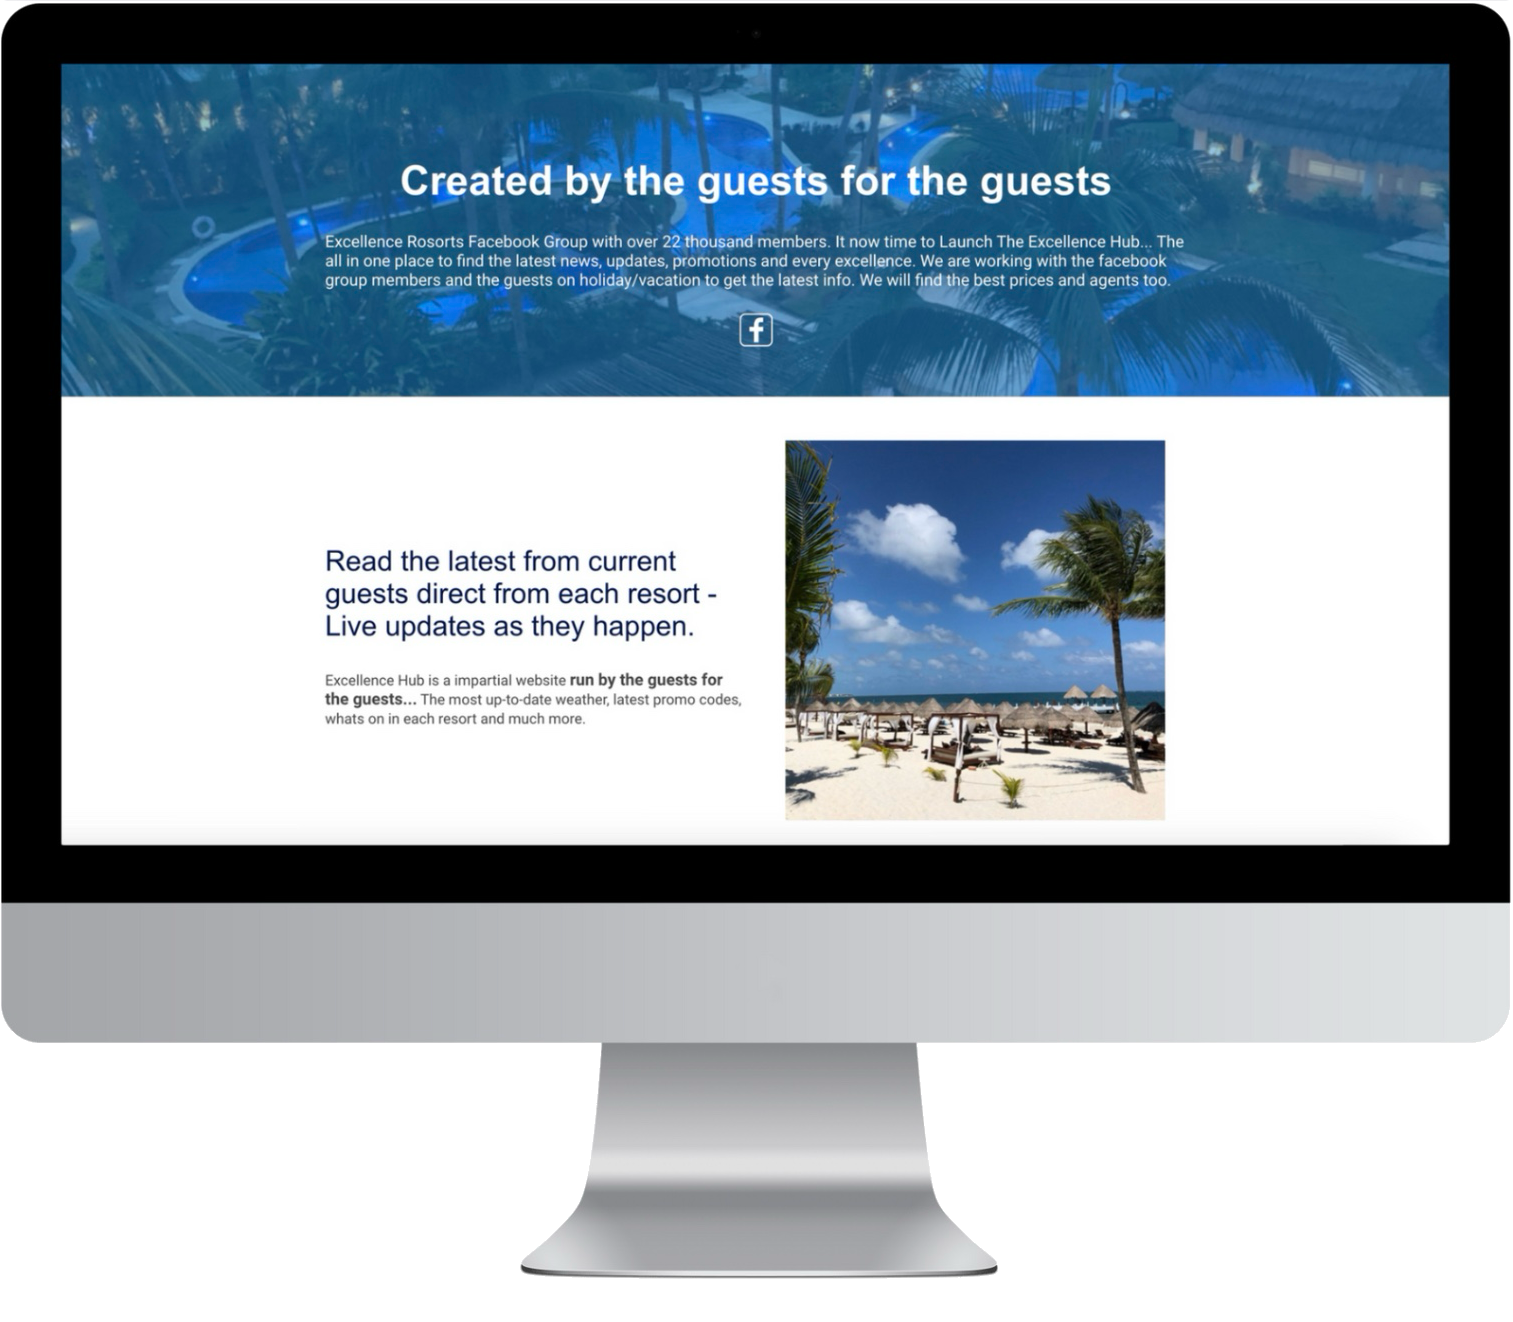 Created by the guests for the guests
Excellence Rosorts Facebook Group with over 22 thousand members. It now time to Launch The Excellence Hub... The
all in one place to find the latest news, updates, promotions and every excellence. We are working with the facebook
group members and the guests on holiday/vacation to get the latest info. We will find the best prices and agents too.
Read the latest from current
guests direct from each resort -
Live updates as they happen.
Excellence Hub is a impartial website run by the guests for
the guests... The most up-to-date weather, latest promo codes,
whats on in each resort and much more.